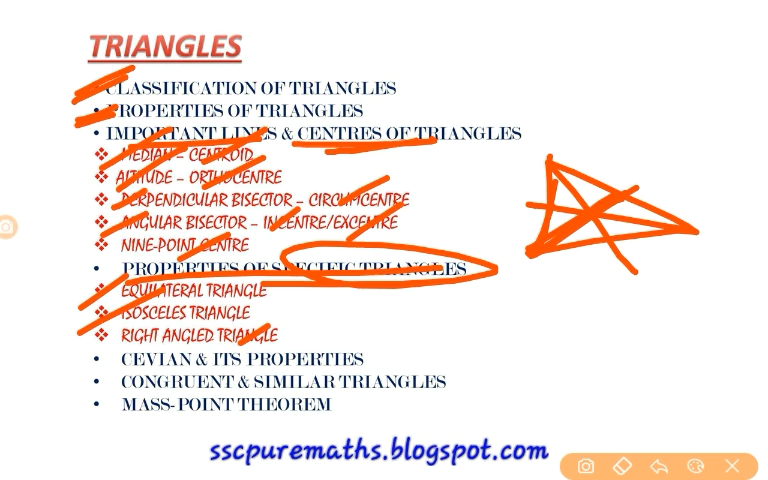 TRIANGLES
• CLASSIFICATION OF TRIANGLES
• PROPERTIES OF TRIANGLES
• IMPORTANT LINES & CENTRES OF TRIANGLES
❖ MEDIAN – CENTROID
❖ ALTITUDE – ORTHOCENTRE
❖ PERPENDICULAR BISECTOR – CIRCUMCENTRE
❖ ANGULAR BISECTOR – INCENTRE/EXCENTRE
❖ NINE-POINT CENTRE
• PROPERTIES OF SPECIFIC TRIANGLES
❖ EQUILATERAL TRIANGLE
❖ ISOSCELES TRIANGLE
❖ RIGHT ANGLED TRIANGLE
• CEVIAN & ITS PROPERTIES
• CONGRUENT & SIMILAR TRIANGLES
• MASS-POINT THEOREM
sscpuremaths.blogspot.com